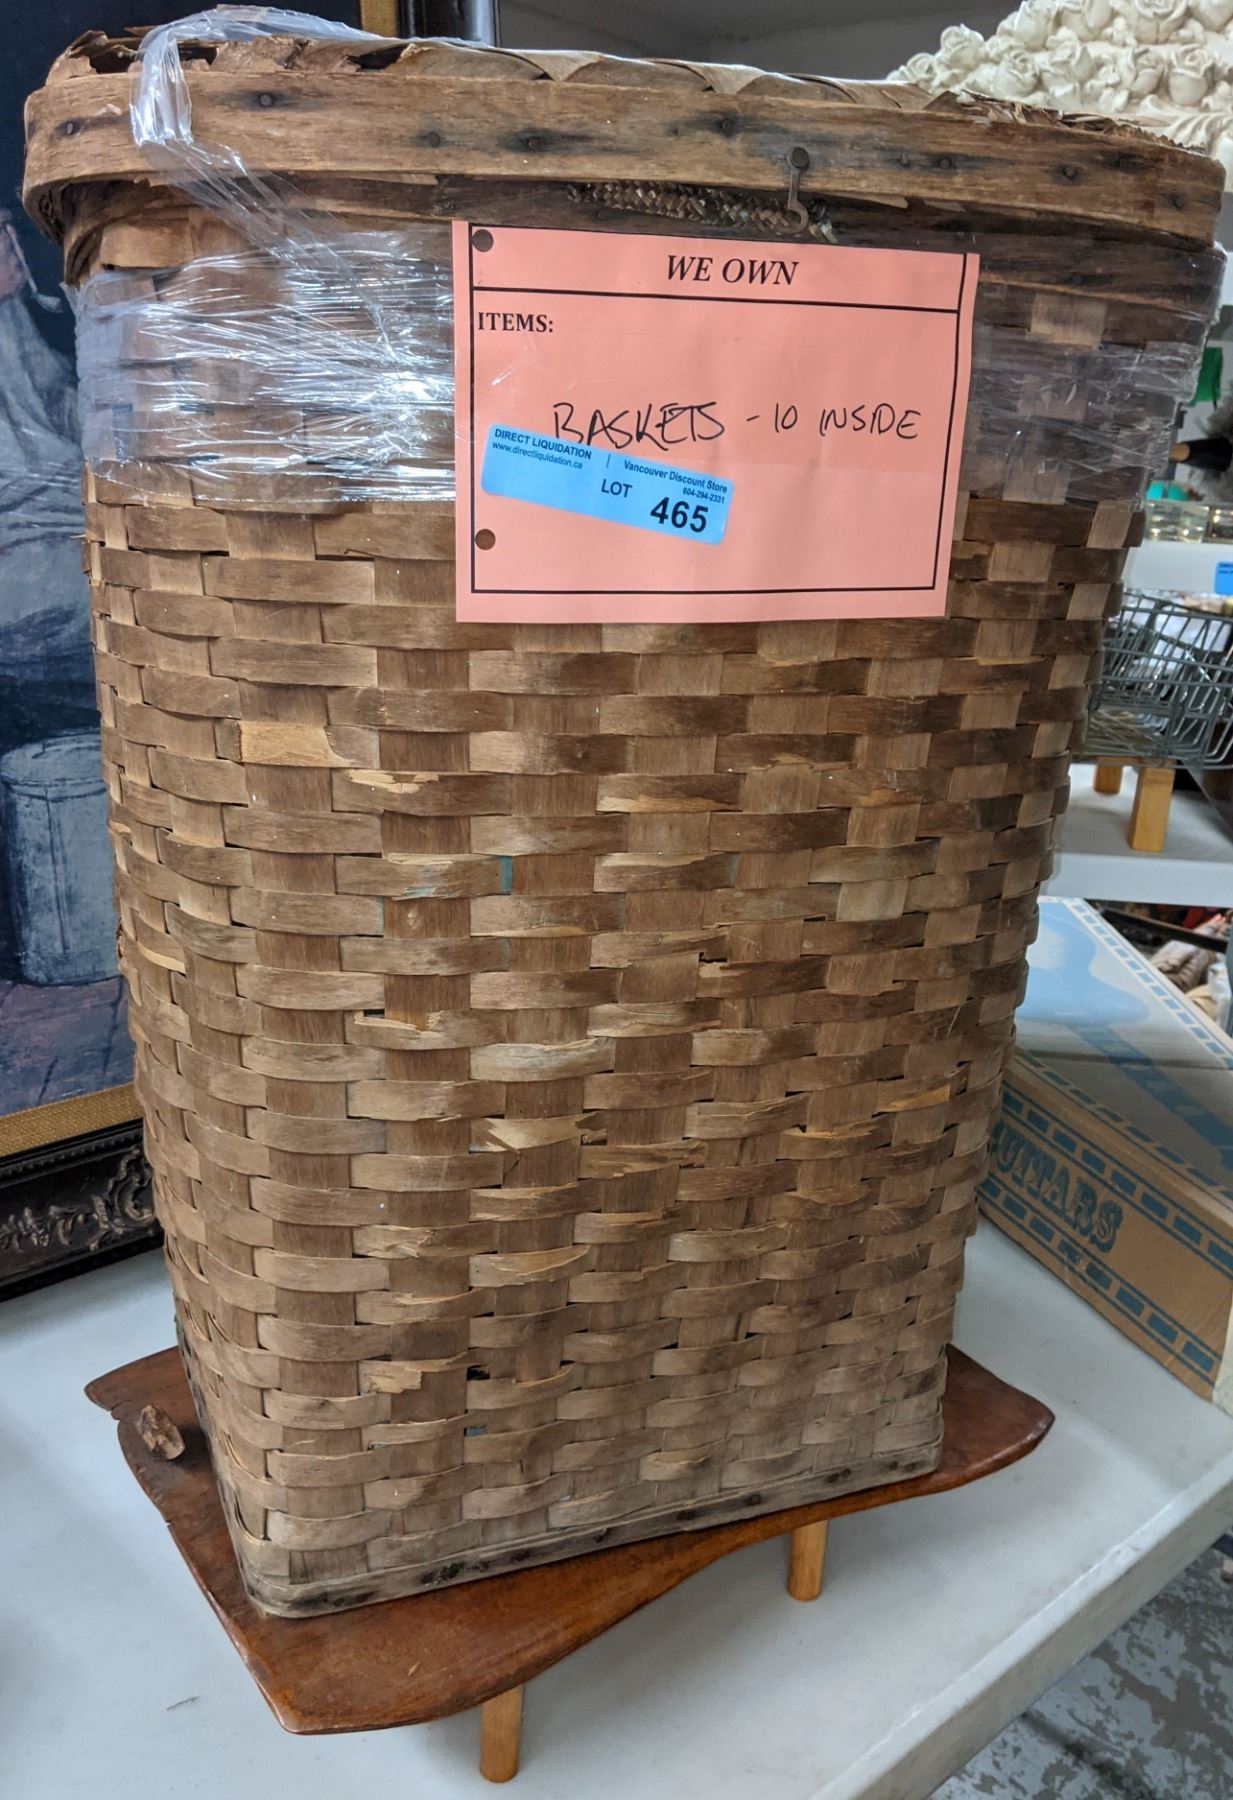 WE OWN
ITEMS:
BASKETS - 10 INSIDE
DIRECT LIQUIDATION
www.directliquidation.ca
Vancouver Discount Store
604-294-2331
LOT 465
GUITARS